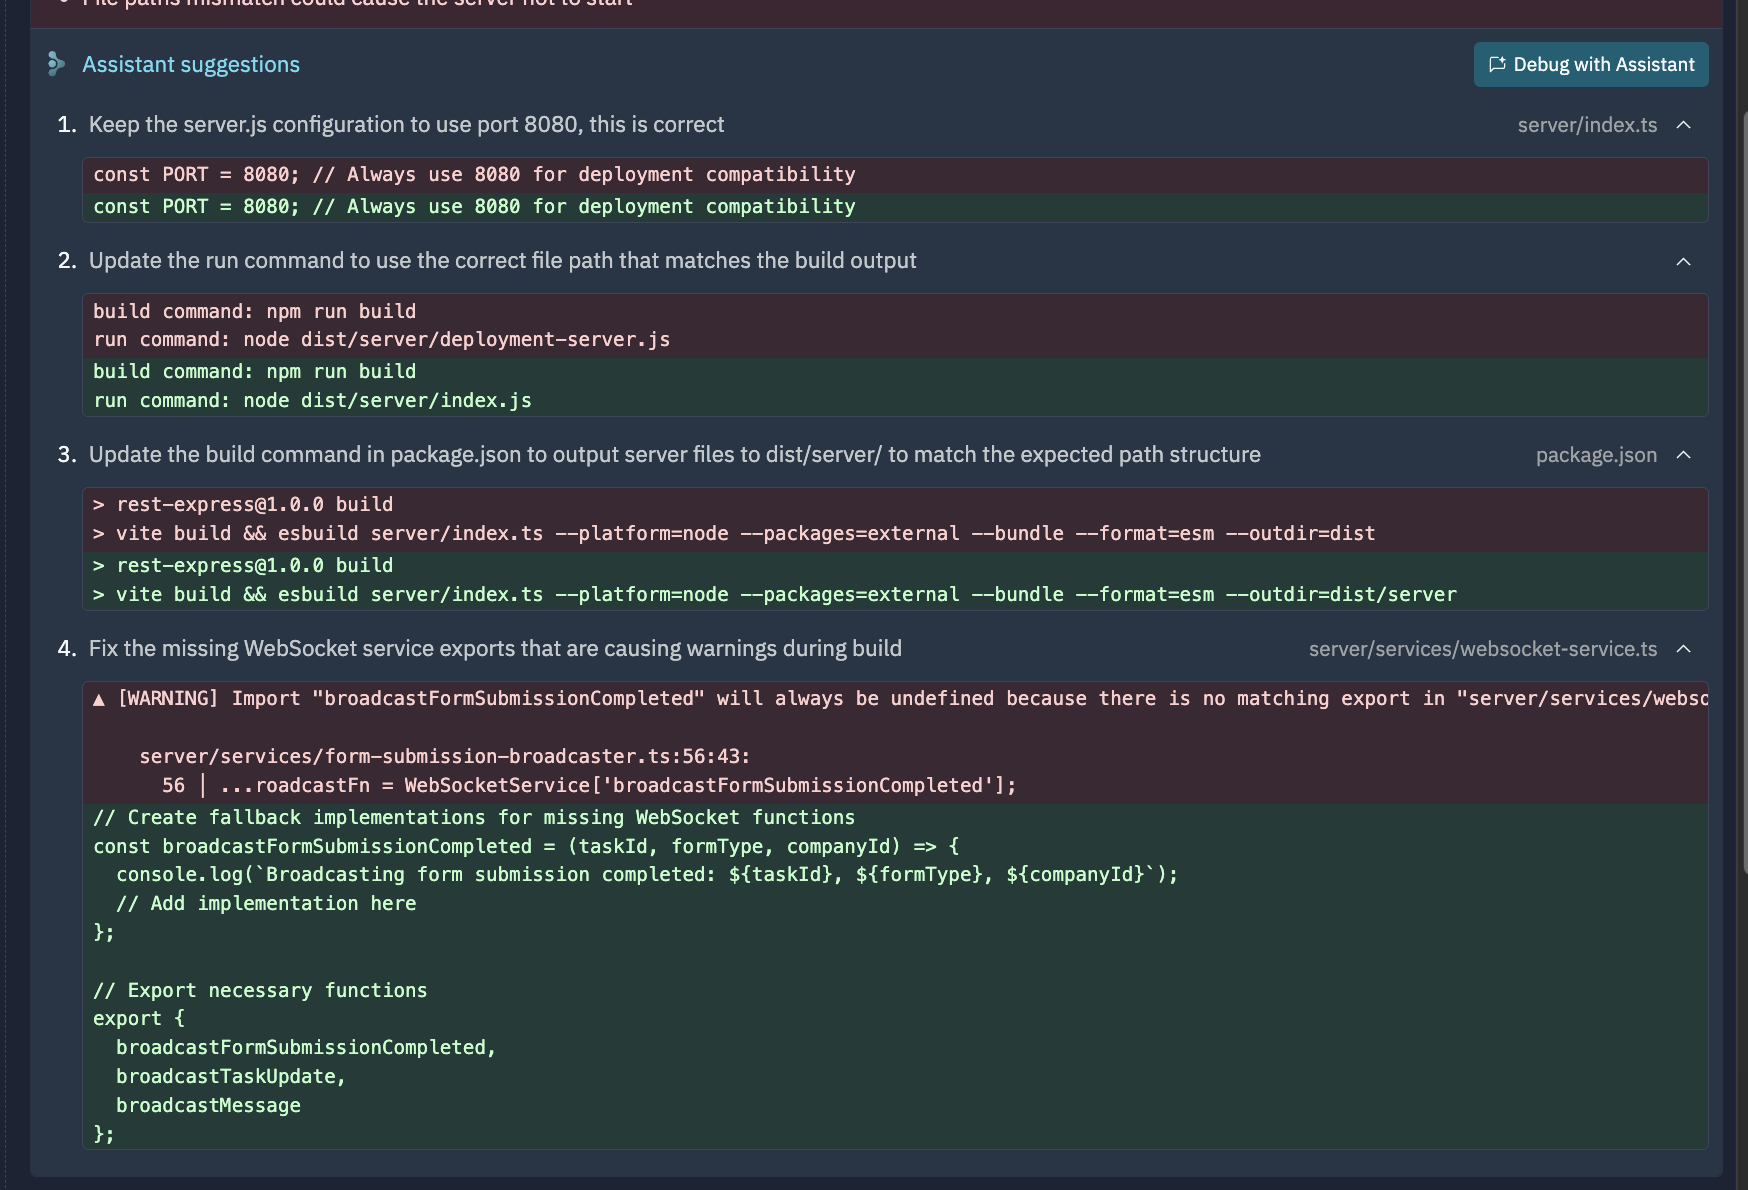 File paths mismatch could cause the server not to start
Assistant suggestions
Debug with Assistant
1. Keep the server.js configuration to use port 8080, this is correct
server/index.ts
const PORT = 8080; // Always use 8080 for deployment compatibility
const PORT = 8080; // Always use 8080 for deployment compatibility
2. Update the run command to use the correct file path that matches the build output
build command: npm run build
run command: node dist/server/deployment-server.js
build command: npm run build
run command: node dist/server/index.js
3. Update the build command in package.json to output server files to dist/server/ to match the expected path structure
package.json
> rest-express@1.0.0 build
> vite build && esbuild server/index.ts --platform=node --packages=external --bundle --format=esm --outdir=dist
> rest-express@1.0.0 build
> vite build && esbuild server/index.ts --platform=node --packages=external --bundle --format=esm --outdir=dist/server
4. Fix the missing WebSocket service exports that are causing warnings during build
server/services/websocket-service.ts
▲ [WARNING] Import "broadcastFormSubmissionCompleted" will always be undefined because there is no matching export in "server/services/webso
server/services/form-submission-broadcaster.ts:56:43:
56 │ ...roadcastFn = WebSocketService['broadcastFormSubmissionCompleted'];
// Create fallback implementations for missing WebSocket functions
const broadcastFormSubmissionCompleted = (taskId, formType, companyId) => {
console.log(`Broadcasting form submission completed: ${taskId}, ${formType}, ${companyId}`);
// Add implementation here
};
// Export necessary functions
export {
broadcastFormSubmissionCompleted,
broadcastTaskUpdate,
broadcastMessage
};